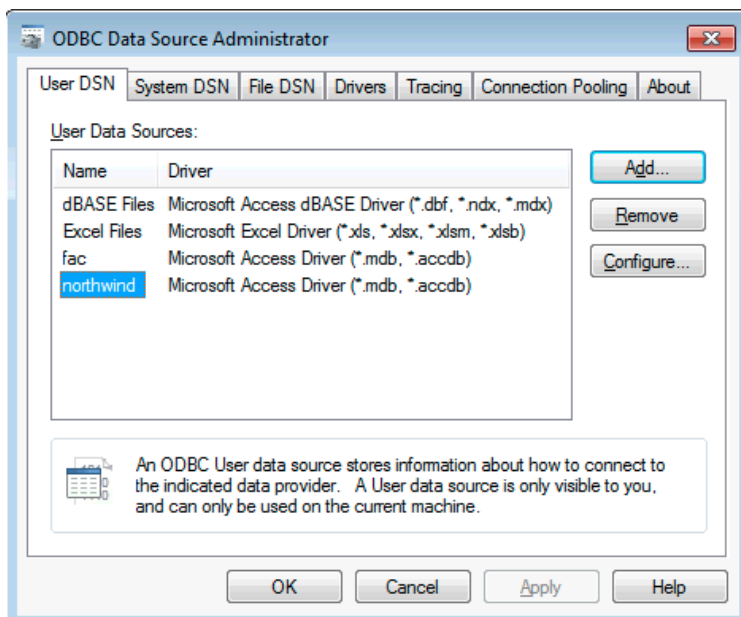 ODBC Data Source Administrator
User DSN System DSN File DSN Drivers Tracing Connection Pooling About
User Data Sources:
Name Driver
dBASE Files Microsoft Access dBASE Driver (*.dbf, *.ndx, *.mdx)
Excel Files Microsoft Excel Driver (*.xls, *.xlsx, *.xlsm, *.xlsb)
fac Microsoft Access Driver (*.mdb, *.accdb)
northwind Microsoft Access Driver (*.mdb, *.accdb)
Add...
Remove
Configure...
An ODBC User data source stores information about how to connect to
the indicated data provider. A User data source is only visible to you,
and can only be used on the current machine.
OK Cancel Apply Help